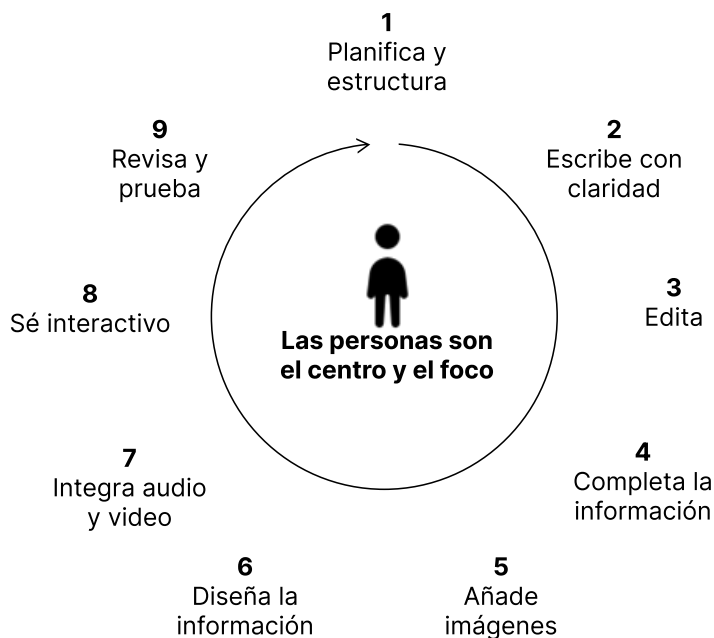 1
Planifica y
estructura
2
Escribe con
claridad
3
Edita
4
Completa la
información
5
Añade
imágenes
6
Diseña la
información
7
Integra audio
y video
8
Sé interactivo
9
Revisa y
prueba
Las personas son
el centro y el foco